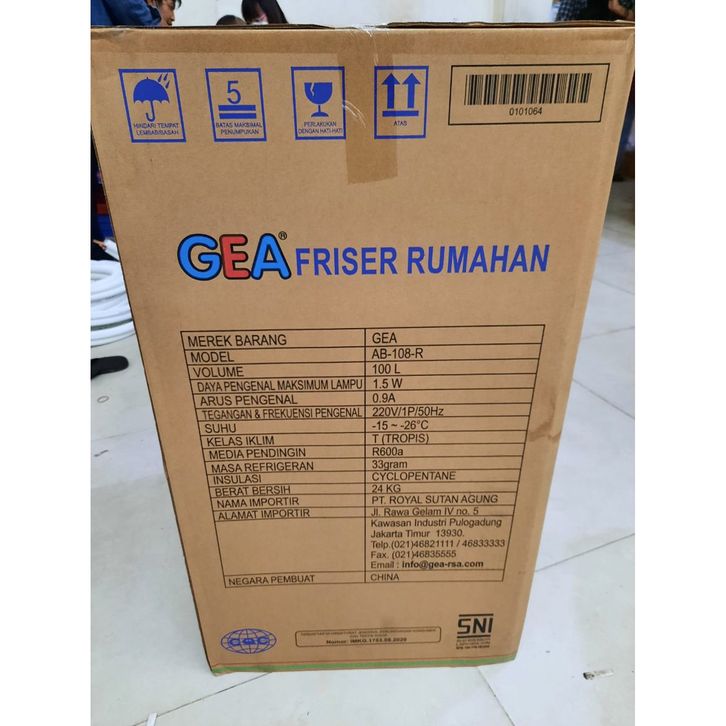 HINDARI TEMPAT
LEMBAB/BASAH
5
BATAS MAKSIMAL
PENUMPUKAN
PERLAKUKAN
DENGAN HATI-HATI
ATAS
0101064
GEA® FRISER RUMAHAN
MEREK BARANG GEA
MODEL AB-108-R
VOLUME 100 L
DAYA PENGENAL MAKSIMUM LAMPU 1.5 W
ARUS PENGENAL 0.9A
TEGANGAN & FREKUENSI PENGENAL 220V/1P/50Hz
SUHU -15 ~ -26°C
KELAS IKLIM T (TROPIS)
MEDIA PENDINGIN R600a
MASA REFRIGERAN 33gram
INSULASI CYCLOPENTANE
BERAT BERSIH 24 KG
NAMA IMPORTIR PT. ROYAL SUTAN AGUNG
ALAMAT IMPORTIR Jl. Rawa Gelam IV no. 5
Kawasan Industri Pulogadung
Jakarta Timur 13930.
Telp.(021)46821111 / 46833333
Fax. (021)46835555
Email : info@gea-rsa.com
NEGARA PEMBUAT CHINA
CQC
Nomor: IMKG.1753.08.2020
SNI